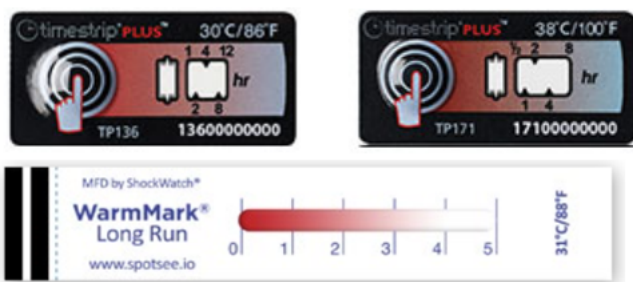 timestrip® PLUS™ 30°C/86°F
1 4 12
hr
2 8
TP136 13600000000
timestrip® PLUS™ 38°C/100°F
½ 2 8
hr
1 4
TP171 17100000000
MFD by ShockWatch®
WarmMark®
Long Run
www.spotsee.io
0 1 2 3 4 5
31°C/88°F